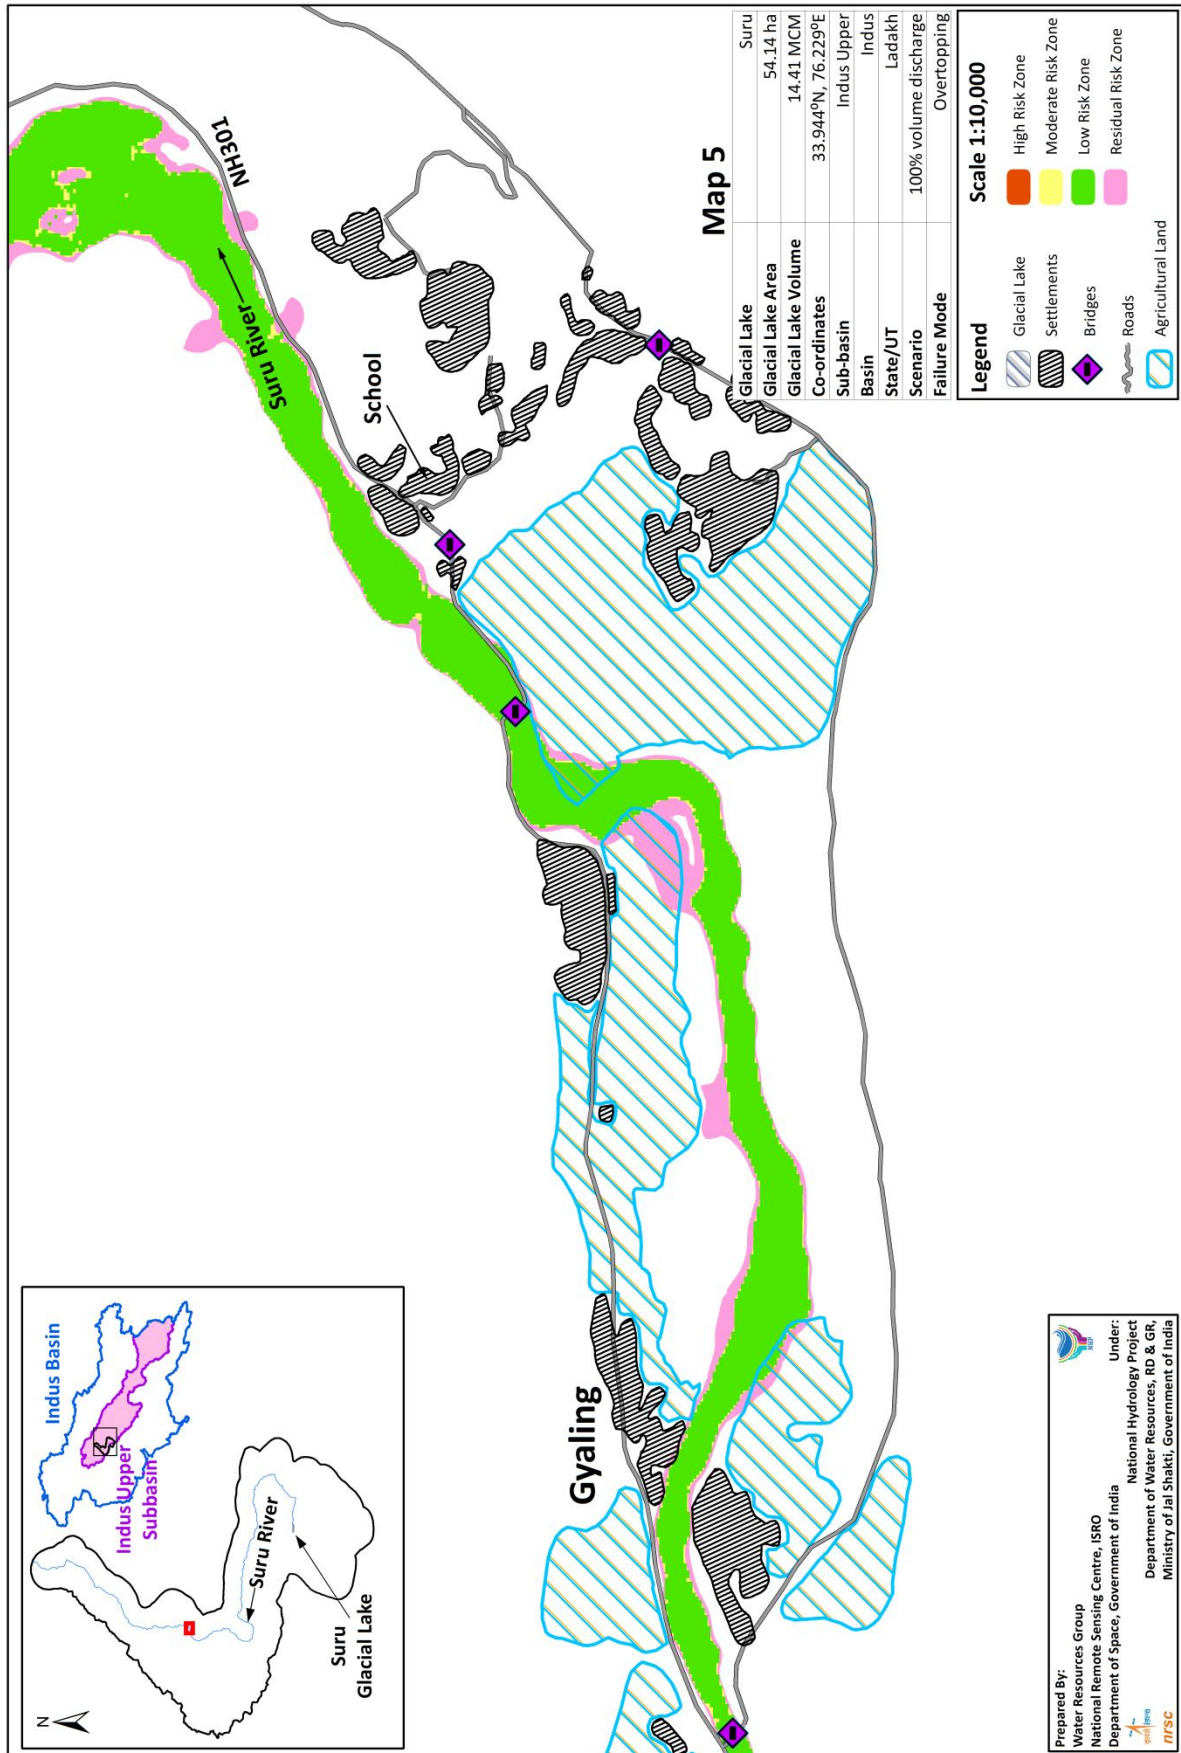 N
Indus Basin
Indus Upper
Subbasin
Suru River
Suru
Glacial Lake
Gyaling
School
Suru River
NH301
Map 5
Glacial Lake Suru
Glacial Lake Area 54.14 ha
Glacial Lake Volume 14.41 MCM
Co-ordinates 33.944⁰N, 76.229⁰E
Sub-basin Indus Upper
Basin Indus
State/UT Ladakh
Scenario 100% volume discharge
Failure Mode Overtopping
Legend
Scale 1:10,000
Glacial Lake
Settlements
Bridges
Roads
Agricultural Land
High Risk Zone
Moderate Risk Zone
Low Risk Zone
Residual Risk Zone
Prepared By:
Water Resources Group
National Remote Sensing Centre, ISRO
Department of Space, Government of India
Under:
National Hydrology Project
Department of Water Resources, RD & GR,
Ministry of Jal Shakti, Government of India
इसरो isro
nrsc
NHP